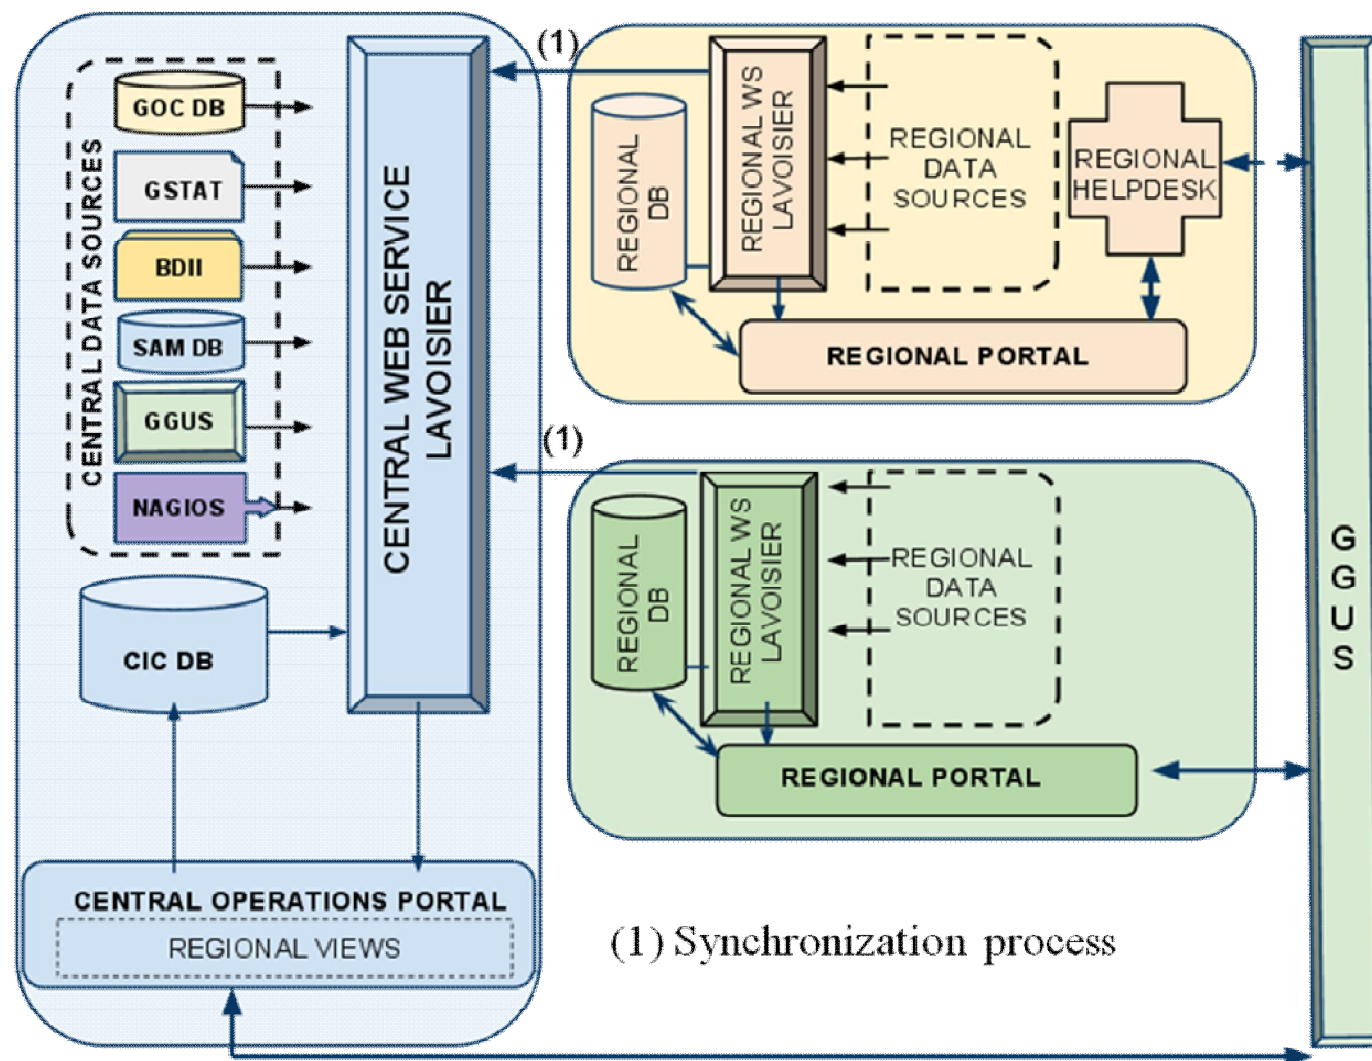 CENTRAL DATA SOURCES
GOC DB
GSTAT
BDII
SAM DB
GGUS
NAGIOS
CIC DB
CENTRAL WEB SERVICE
LAVOISIER
CENTRAL OPERATIONS PORTAL
REGIONAL VIEWS
(1)
REGIONAL
DB
REGIONAL WS
LAVOISIER
REGIONAL
DATA
SOURCES
REGIONAL
HELPDESK
REGIONAL PORTAL
(1)
REGIONAL
DB
REGIONAL WS
LAVOISIER
REGIONAL
DATA
SOURCES
REGIONAL PORTAL
(1) Synchronization process
G
G
U
S